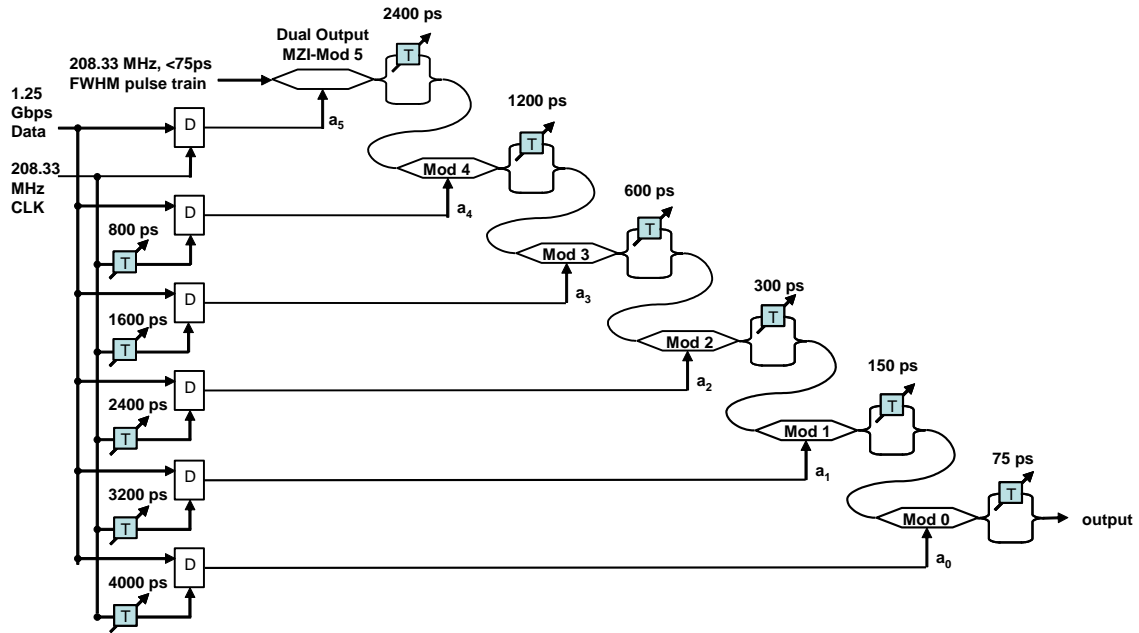 2400 ps
T
Dual Output
MZI-Mod 5
208.33 MHz, <75ps
FWHM pulse train
1.25
Gbps
Data
D
a5
1200 ps
T
Mod 4
208.33
MHz
CLK
D
a4
800 ps
T
600 ps
T
Mod 3
D
a3
1600 ps
T
300 ps
T
Mod 2
D
a2
2400 ps
T
150 ps
T
Mod 1
D
a1
3200 ps
T
75 ps
T
Mod 0
output
D
a0
4000 ps
T